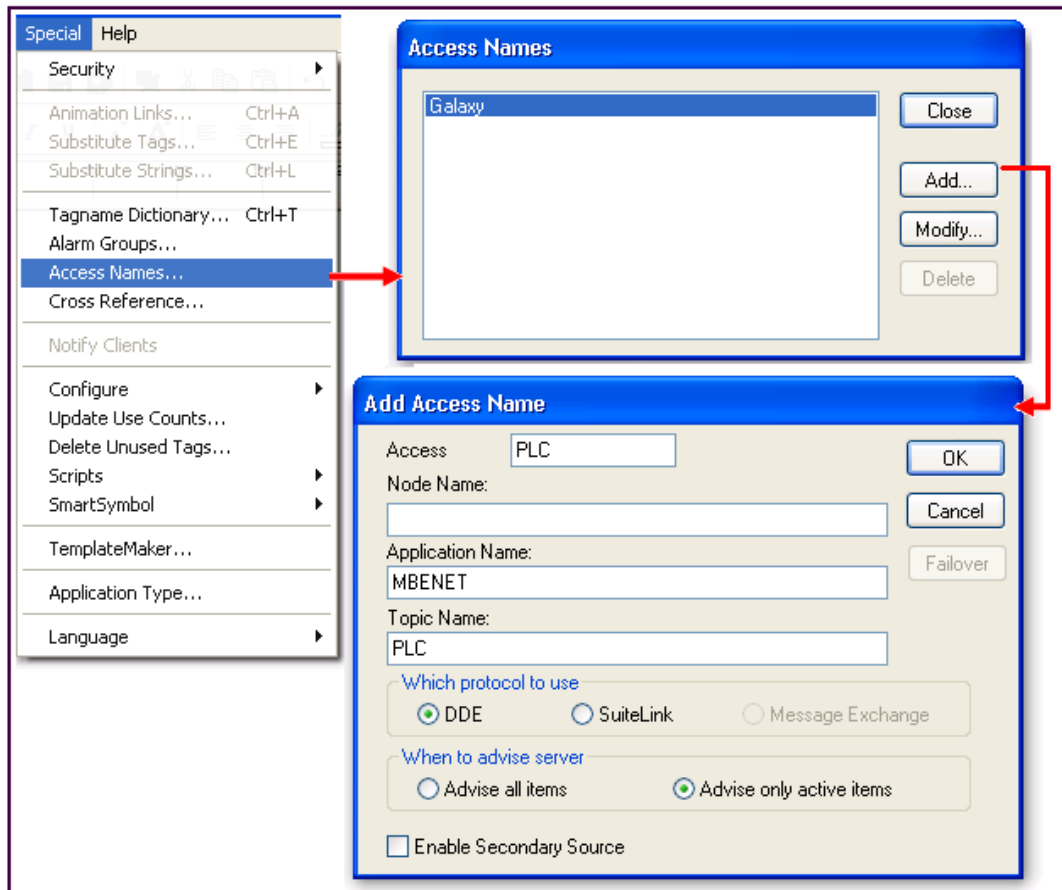 Special Help
Security
Animation Links... Ctrl+A
Substitute Tags... Ctrl+E
Substitute Strings... Ctrl+L
Tagname Dictionary... Ctrl+T
Alarm Groups...
Access Names...
Cross Reference...
Notify Clients
Configure
Update Use Counts...
Delete Unused Tags...
Scripts
SmartSymbol
TemplateMaker...
Application Type...
Language
Access Names
Galaxy
Close
Add...
Modify...
Delete
Add Access Name
Access PLC
OK
Node Name:
Cancel
Application Name:
Failover
MBENET
Topic Name:
PLC
Which protocol to use
DDE SuiteLink Message Exchange
When to advise server
Advise all items Advise only active items
Enable Secondary Source